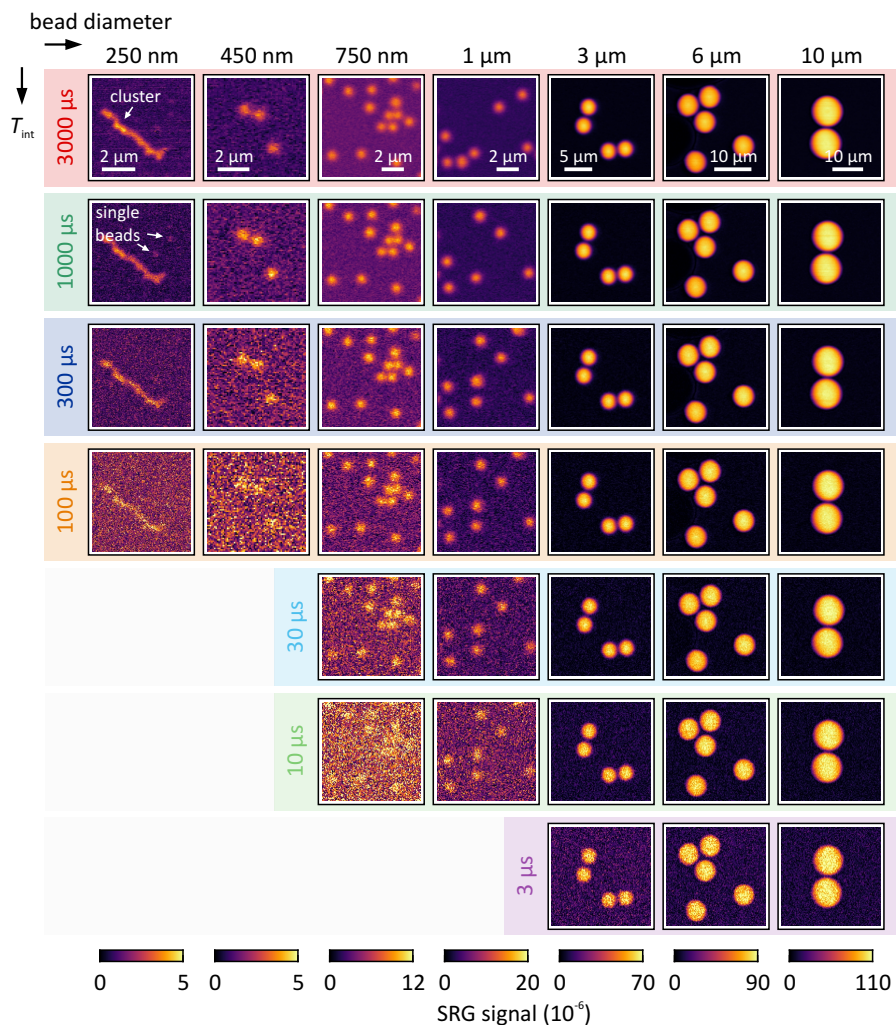 bead diameter
250 nm 450 nm 750 nm 1 µm 3 µm 6 µm 10 µm
T_int
3000 µs
cluster
2 µm 2 µm 2 µm 2 µm 5 µm 10 µm 10 µm
1000 µs
single
beads
300 µs
100 µs
30 µs
10 µs
3 µs
0 5 0 5 0 12 0 20 0 70 0 90 0 110
SRG signal (10⁻⁶)